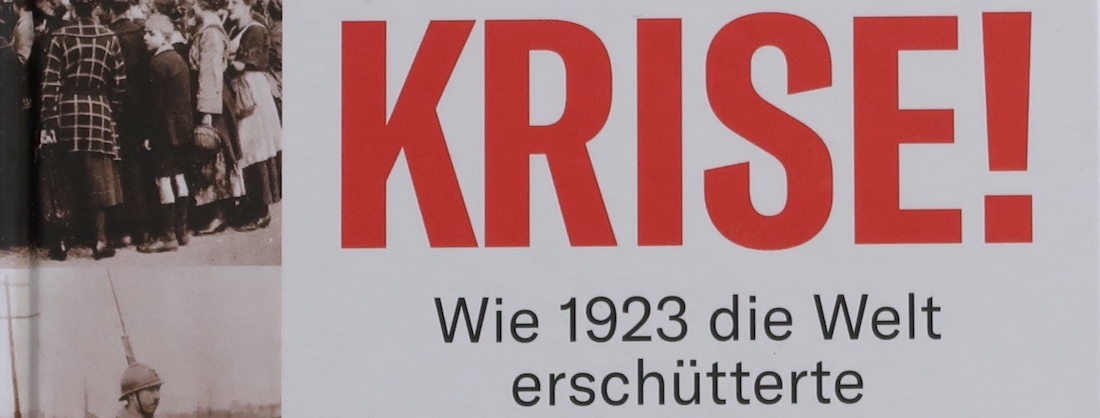 KRISE!
Wie 1923 die Welt
erschütterte